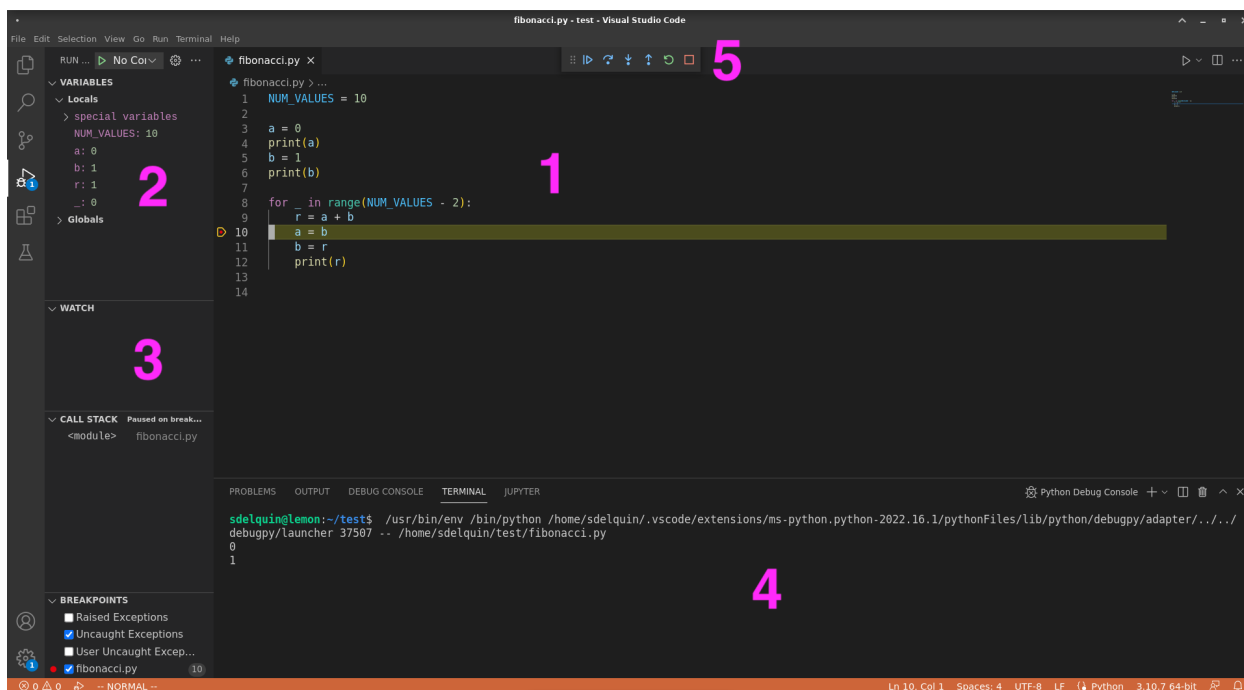 fibonacci.py - test - Visual Studio Code
File Edit Selection View Go Run Terminal Help
RUN ... No Co
fibonacci.py
5
VARIABLES
Locals
special variables
NUM_VALUES: 10
a: 0
b: 1
r: 1
_: 0
Globals
2
1
WATCH
3
CALL STACK Paused on break...
<module> fibonacci.py
BREAKPOINTS
Raised Exceptions
Uncaught Exceptions
User Uncaught Excep...
fibonacci.py 10
fibonacci.py > ...
1 NUM_VALUES = 10
2
3 a = 0
4 print(a)
5 b = 1
6 print(b)
7
8 for _ in range(NUM_VALUES - 2):
9 r = a + b
10 a = b
11 b = r
12 print(r)
13
14
PROBLEMS OUTPUT DEBUG CONSOLE TERMINAL JUPYTER
Python Debug Console
sdelquin@lemon:~/test$ /usr/bin/env /bin/python /home/sdelquin/.vscode/extensions/ms-python.python-2022.16.1/pythonFiles/lib/python/debugpy/adapter/../../
debugpy/launcher 37507 -- /home/sdelquin/test/fibonacci.py
0
1
4
1
1
0 0 -- NORMAL --
Ln 10, Col 1 Spaces: 4 UTF-8 LF Python 3.10.7 64-bit